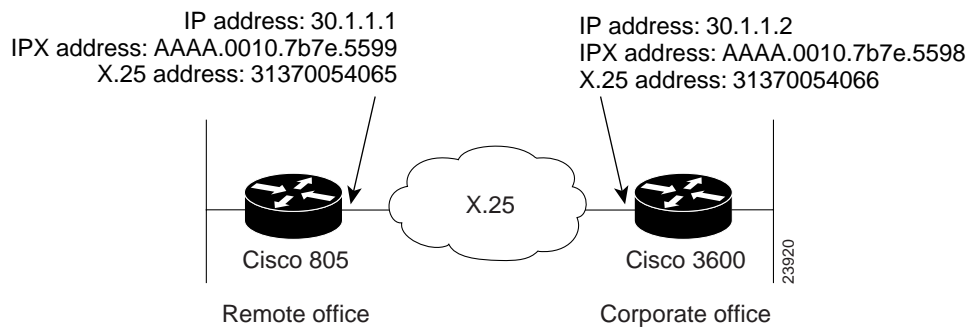 IP address: 30.1.1.1
IPX address: AAAA.0010.7b7e.5599
X.25 address: 31370054065
IP address: 30.1.1.2
IPX address: AAAA.0010.7b7e.5598
X.25 address: 31370054066
X.25
Cisco 805
Cisco 3600
23920
Remote office
Corporate office